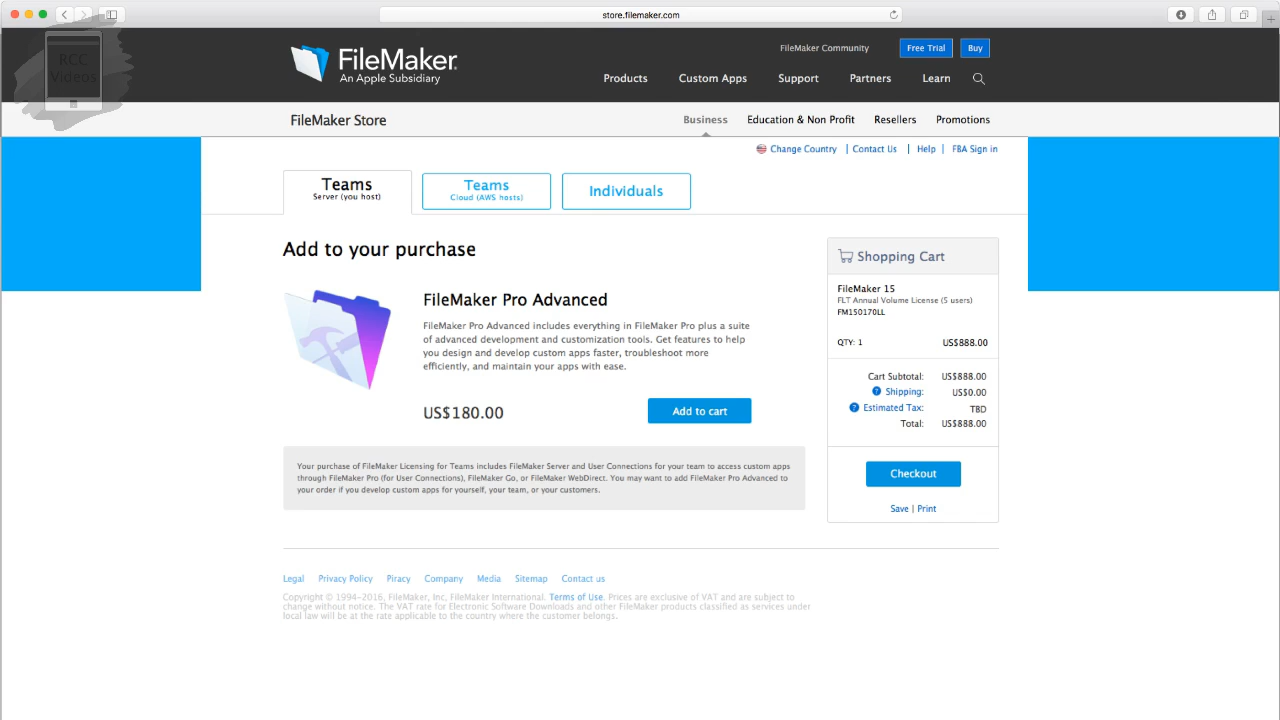 store.filemaker.com
RCC
Videos
FileMaker
An Apple Subsidiary
FileMaker Community
Free Trial
Buy
Products
Custom Apps
Support
Partners
Learn
FileMaker Store
Business
Education & Non Profit
Resellers
Promotions
Change Country
Contact Us
Help
FBA Sign in
Teams
Server (you host)
Teams
Cloud (AWS hosts)
Individuals
Add to your purchase
FileMaker Pro Advanced
FileMaker Pro Advanced includes everything in FileMaker Pro plus a suite
of advanced development and customization tools. Get features to help
you design and develop custom apps faster, troubleshoot more
efficiently, and maintain your apps with ease.
US$180.00
Add to cart
Your purchase of FileMaker Licensing for Teams includes FileMaker Server and User Connections for your team to access custom apps
through FileMaker Pro (for User Connections), FileMaker Go, or FileMaker WebDirect. You may want to add FileMaker Pro Advanced to
your order if you develop custom apps for yourself, your team, or your customers.
Shopping Cart
FileMaker 15
FLT Annual Volume License (5 users)
FM150170LL
QTY: 1 US$888.00
Cart Subtotal: US$888.00
Shipping: US$0.00
Estimated Tax: TBD
Total: US$888.00
Checkout
Save | Print
Legal
Privacy Policy
Piracy
Company
Media
Sitemap
Contact us
Copyright © 1994-2016, FileMaker, Inc, FileMaker International. Terms of Use. Prices are exclusive of VAT and are subject to
change without notice. The VAT rate for Electronic Software Downloads and other FileMaker products classified as services under
local law will be at the rate applicable to the country where the customer belongs.